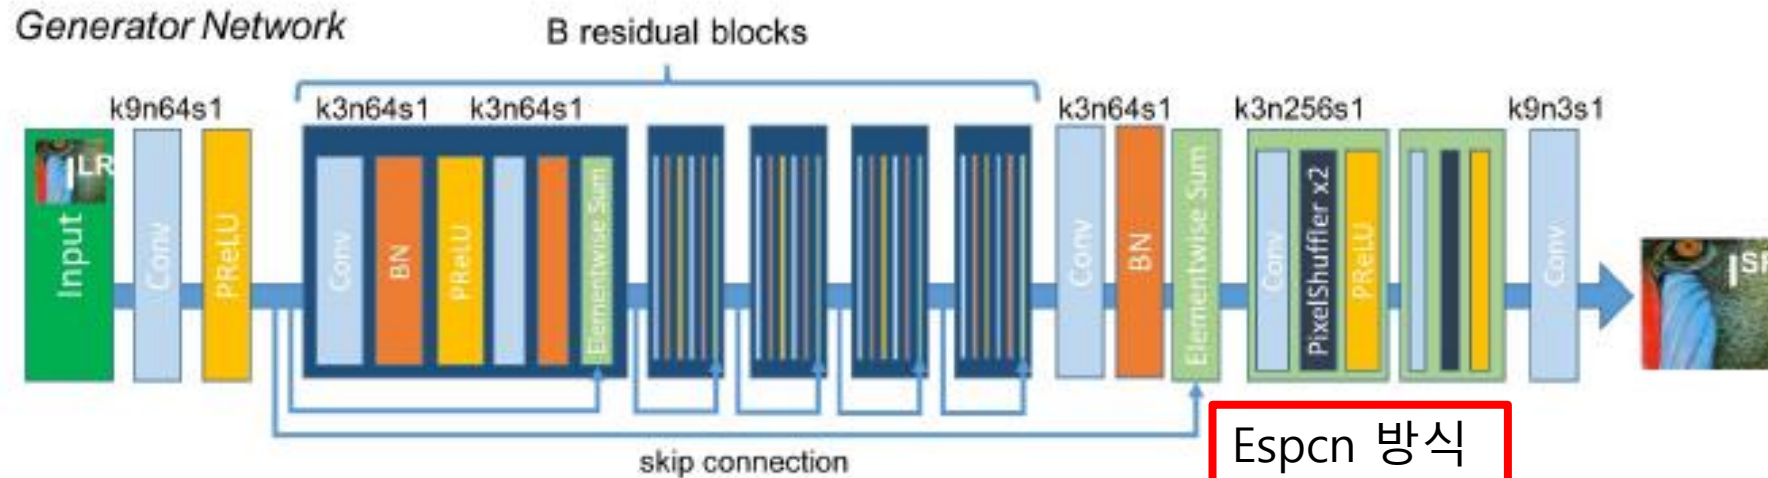 Generator Network
B residual blocks
k9n64s1
k3n64s1
k3n64s1
k3n64s1
k3n256s1
k9n3s1
LR
Input
Conv
PReLU
Conv
BN
PReLU
Elementwise Sum
Conv
BN
Elementwise Sum
Conv
PixelShuffler x2
PReLU
Conv
skip connection
Espcn 방식